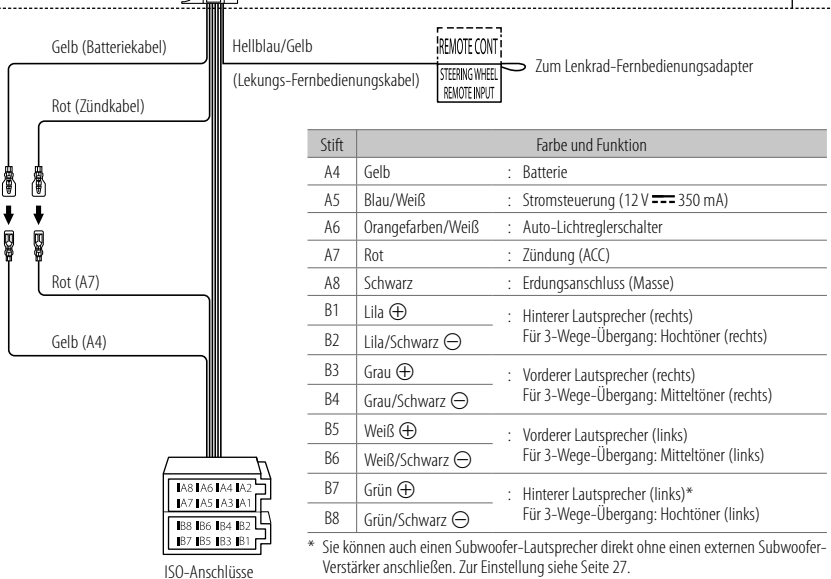 Gelb (Batteriekabel)
Hellblau/Gelb
(Lekungs-Fernbedienungskabel)
REMOTE CONT
STEERING WHEEL
REMOTE INPUT
Zum Lenkrad-Fernbedienungsadapter
Rot (Zündkabel)
Rot (A7)
Gelb (A4)
A8 A6 A4 A2
A7 A5 A3 A1
B8 B6 B4 B2
B7 B5 B3 B1
ISO-Anschlüsse
Stift Farbe und Funktion
A4 Gelb : Batterie
A5 Blau/Weiß : Stromsteuerung (12 V ⎓ 350 mA)
A6 Orangefarben/Weiß : Auto-Lichtreglerschalter
A7 Rot : Zündung (ACC)
A8 Schwarz : Erdungsanschluss (Masse)
B1 Lila ⊕ : Hinterer Lautsprecher (rechts)
B2 Lila/Schwarz ⊖ Für 3-Wege-Übergang: Hochtöner (rechts)
B3 Grau ⊕ : Vorderer Lautsprecher (rechts)
B4 Grau/Schwarz ⊖ Für 3-Wege-Übergang: Mitteltöner (rechts)
B5 Weiß ⊕ : Vorderer Lautsprecher (links)
B6 Weiß/Schwarz ⊖ Für 3-Wege-Übergang: Mitteltöner (links)
B7 Grün ⊕ : Hinterer Lautsprecher (links)*
B8 Grün/Schwarz ⊖ Für 3-Wege-Übergang: Hochtöner (links)
* Sie können auch einen Subwoofer-Lautsprecher direkt ohne einen externen Subwoofer-
Verstärker anschließen. Zur Einstellung siehe Seite 27.